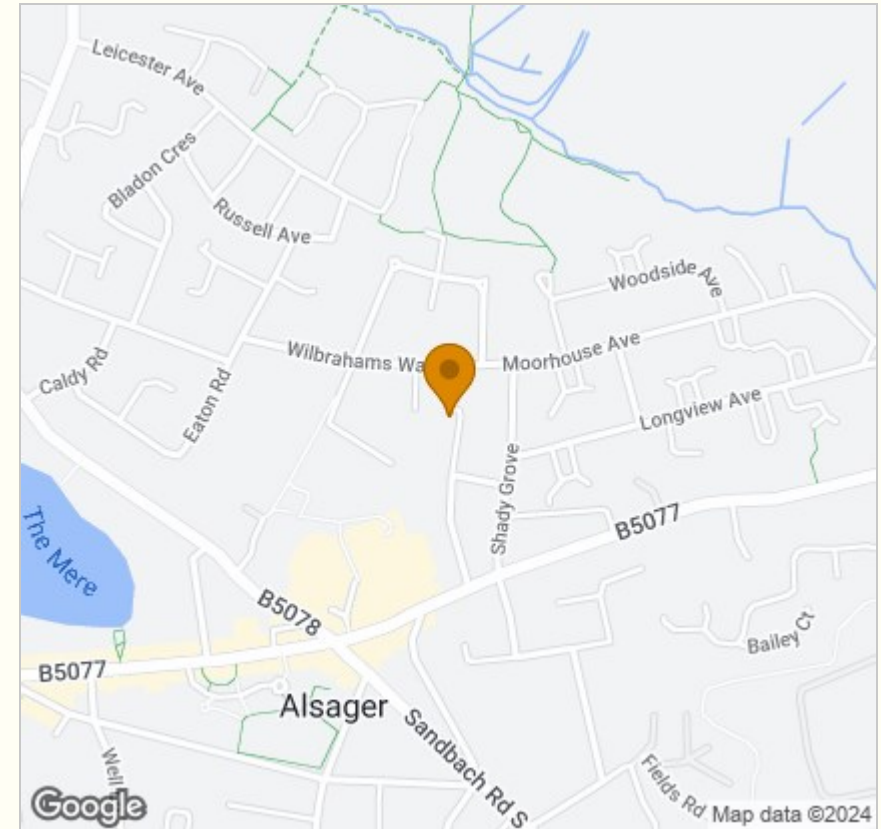 Leicester Ave
Bladon Cres
Russell Ave
Woodside Ave
Wilbrahams Wa
Moorhouse Ave
Caldy Rd
Eaton Rd
Longview Ave
Shady Grove
The Mere
B5077
B5078
Bailey Ct
B5077
Alsager
Sandbach Rd S
Well
Fields Rd
Google
Map data ©2024